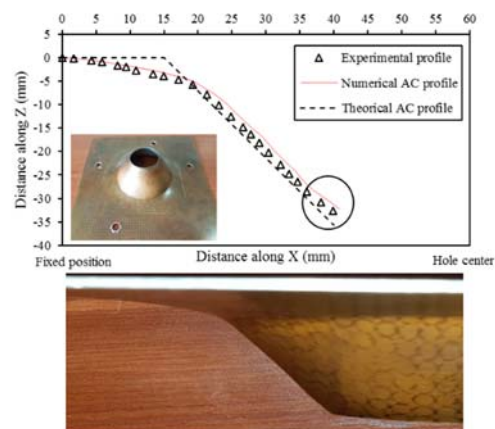 5
0
-5
-10
-15
-20
-25
-30
-35
-40
0 5 10 15 20 25 30 35 40 45 50 55 60
Distance along Z (mm)
Experimental profile
Numerical AC profile
Theorical AC profile
Fixed position
Distance along X (mm)
Hole center